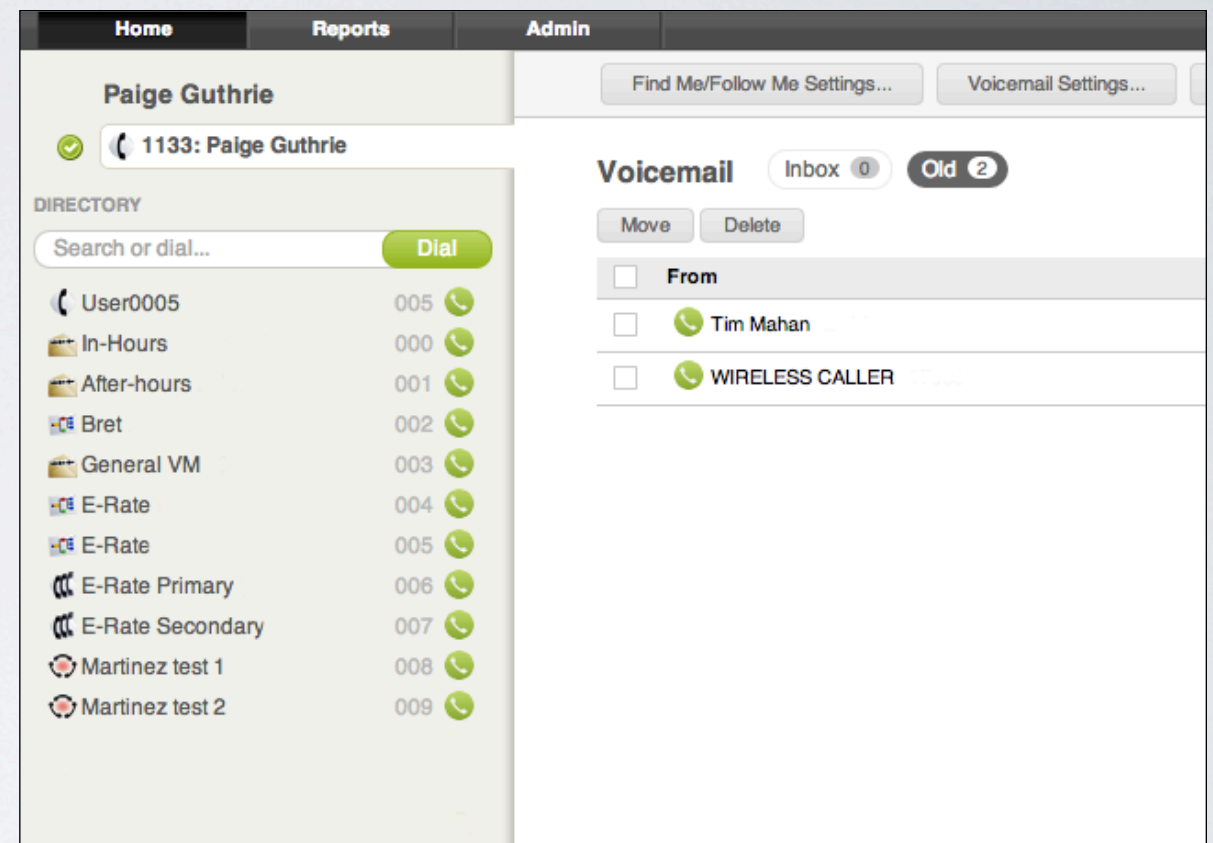 Home Reports Admin
Paige Guthrie
1133: Paige Guthrie
DIRECTORY
Search or dial... Dial
User0005 005
In-Hours 000
After-hours 001
Bret 002
General VM 003
E-Rate 004
E-Rate 005
E-Rate Primary 006
E-Rate Secondary 007
Martinez test 1 008
Martinez test 2 009
Find Me/Follow Me Settings... Voicemail Settings...
Voicemail Inbox 0 Old 2
Move Delete
From
Tim Mahan
WIRELESS CALLER